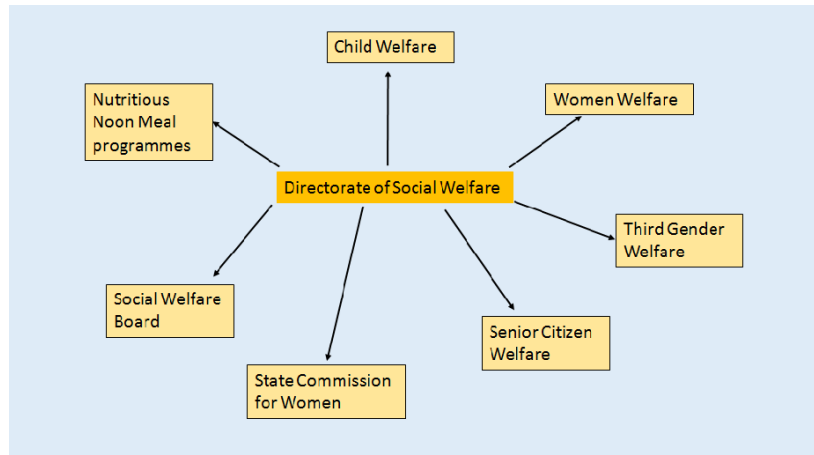 Child Welfare
Nutritious
Noon Meal
programmes
Women Welfare
Directorate of Social Welfare
Third Gender
Welfare
Social Welfare
Board
Senior Citizen
Welfare
State Commission
for Women